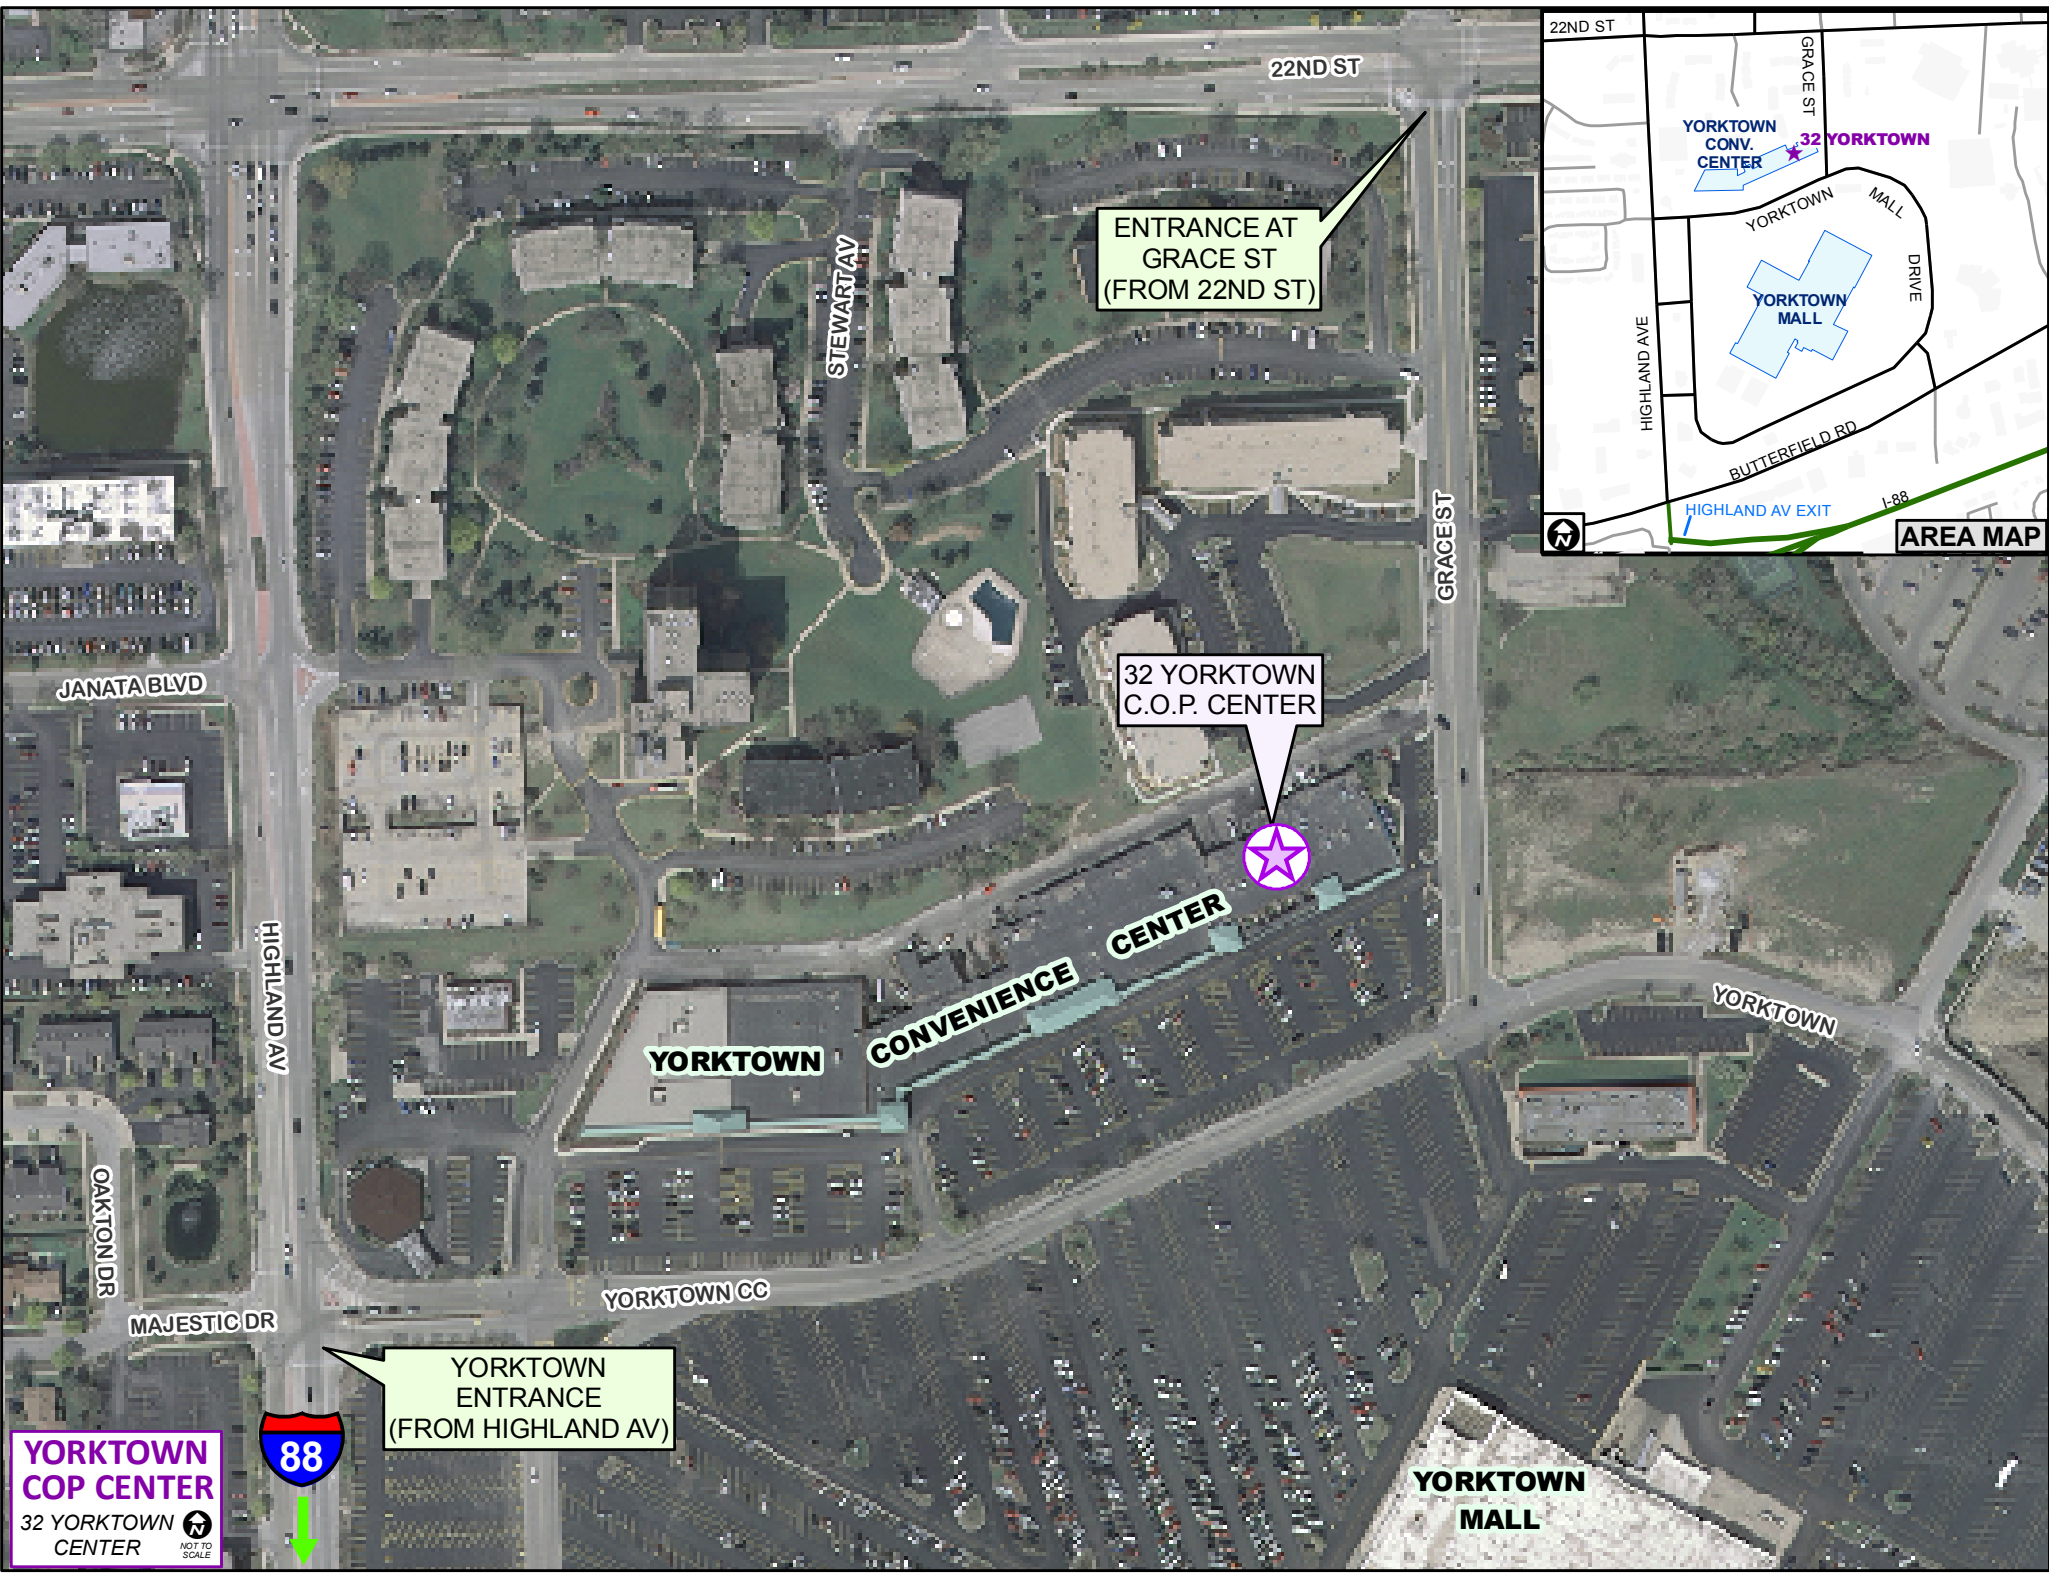 22ND ST
STEWART AV
ENTRANCE AT
GRACE ST
(FROM 22ND ST)
GRACE ST
JANATA BLVD
32 YORKTOWN
C.O.P. CENTER
HIGHLAND AV
YORKTOWN
CONVENIENCE
CENTER
YORKTOWN
OAKTON DR
MAJESTIC DR
YORKTOWN CC
YORKTOWN
ENTRANCE
(FROM HIGHLAND AV)
88
YORKTOWN
MALL
YORKTOWN
COP CENTER
32 YORKTOWN
CENTER
N
NOT TO
SCALE
22ND ST
GRACE ST
YORKTOWN
CONV.
CENTER
32 YORKTOWN
YORKTOWN
MALL
DRIVE
YORKTOWN
MALL
HIGHLAND AVE
BUTTERFIELD RD
I-88
HIGHLAND AV EXIT
N
AREA MAP